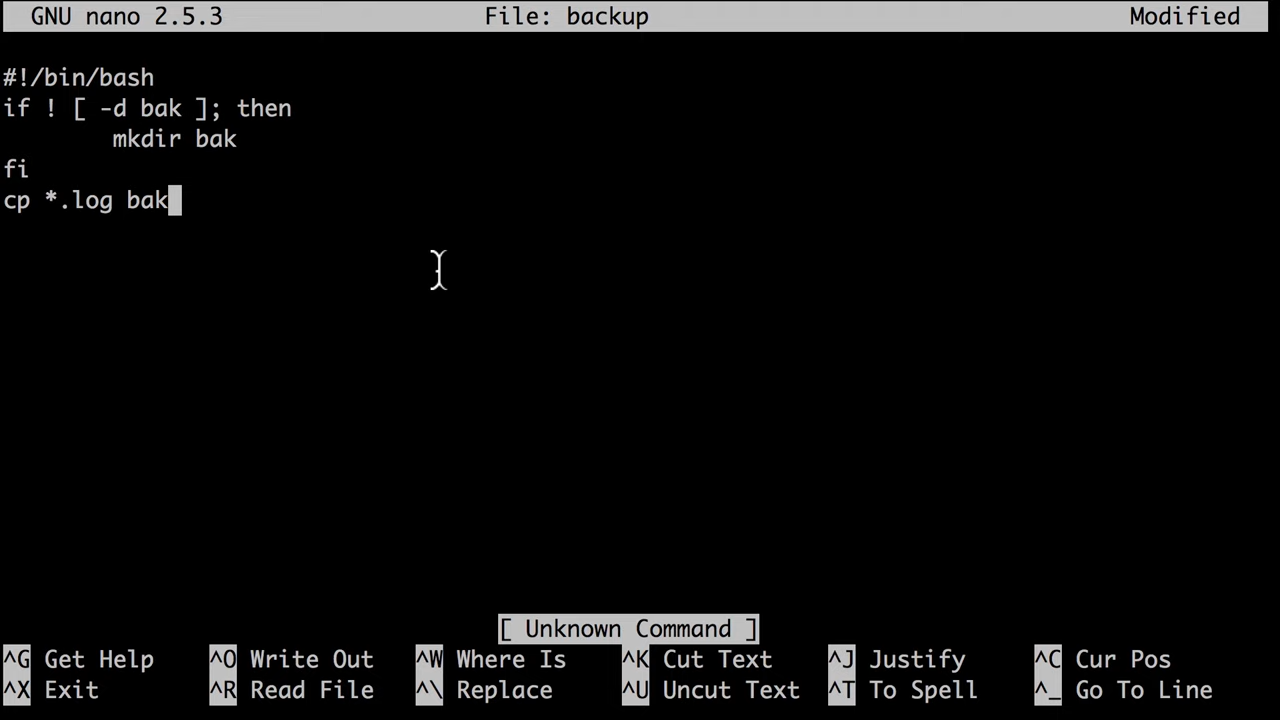 GNU nano 2.5.3 File: backup Modified
#!/bin/bash
if ! [ -d bak ]; then
        mkdir bak
fi
cp *.log bak
[ Unknown Command ]
^G Get Help ^O Write Out ^W Where Is ^K Cut Text ^J Justify ^C Cur Pos
^X Exit ^R Read File ^\ Replace ^U Uncut Text ^T To Spell ^_ Go To Line